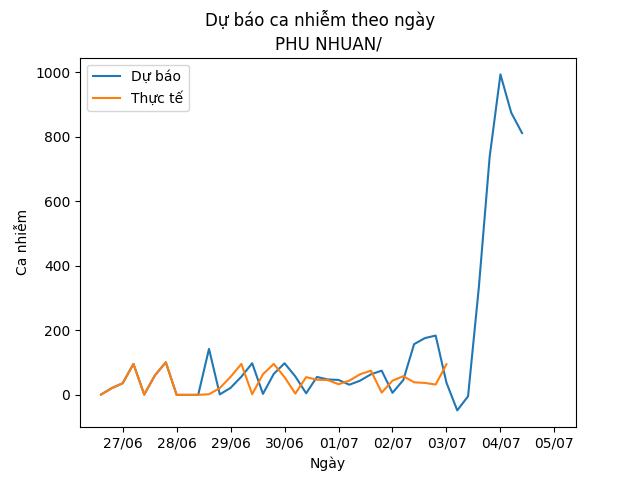 Dự báo ca nhiễm theo ngày
PHU NHUAN/
Dự báo
Thực tế
1000
800
600
400
200
0
Ca nhiễm
27/06 28/06 29/06 30/06 01/07 02/07 03/07 04/07 05/07
Ngày